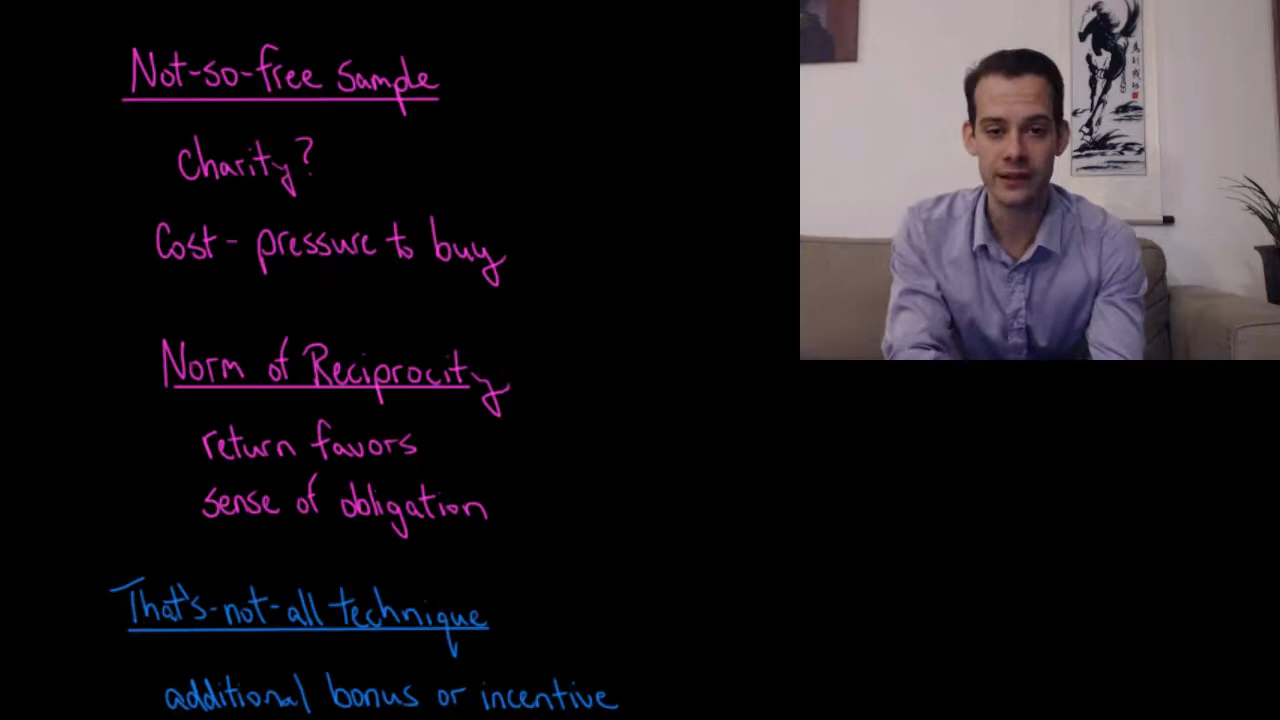 Not-so-free sample
Charity?
Cost - pressure to buy
Norm of Reciprocity
return favors
sense of obligation
That's-not-all technique
additional bonus or incentive